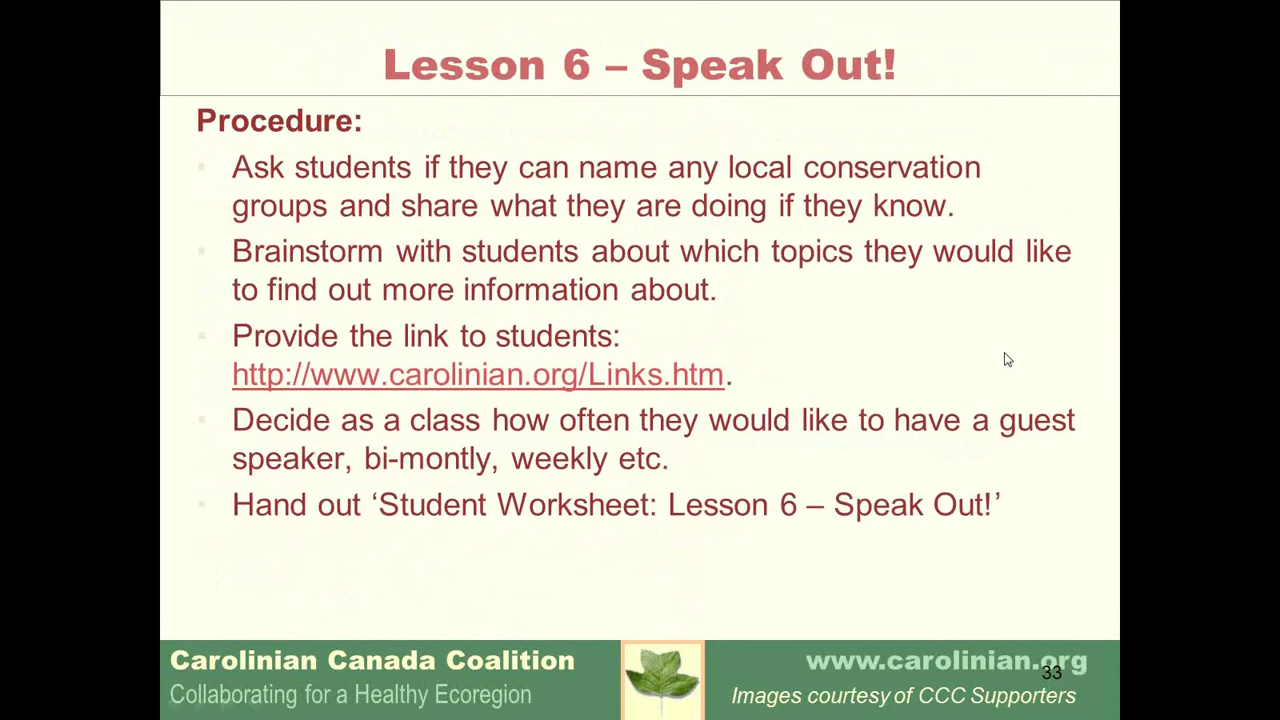 Lesson 6 – Speak Out!
Procedure:
Ask students if they can name any local conservation
groups and share what they are doing if they know.
Brainstorm with students about which topics they would like
to find out more information about.
Provide the link to students:
http://www.carolinian.org/Links.htm.
Decide as a class how often they would like to have a guest
speaker, bi-montly, weekly etc.
Hand out ‘Student Worksheet: Lesson 6 – Speak Out!’
Carolinian Canada Coalition
Collaborating for a Healthy Ecoregion
www.carolinian.org
33
Images courtesy of CCC Supporters